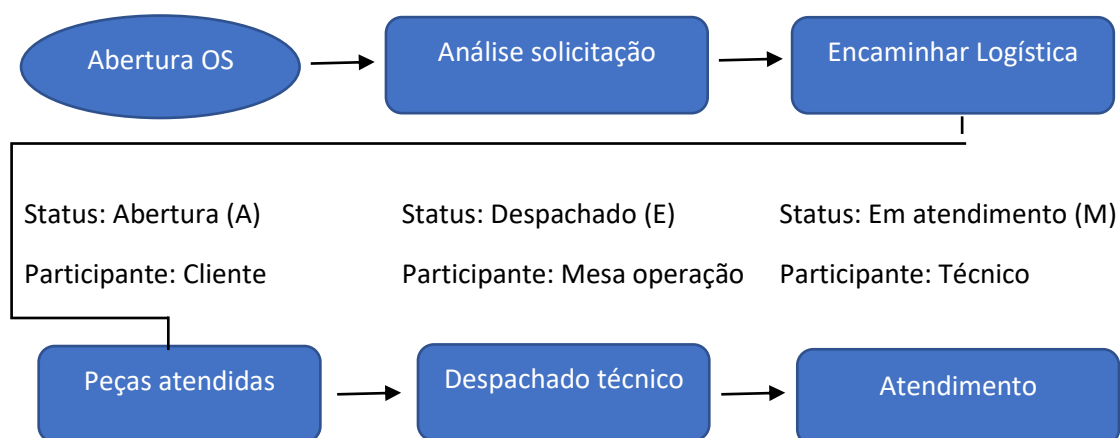 Abertura OS
Análise solicitação
Encaminhar Logística
Status: Abertura (A)
Status: Despachado (E)
Status: Em atendimento (M)
Participante: Cliente
Participante: Mesa operação
Participante: Técnico
Peças atendidas
Despachado técnico
Atendimento